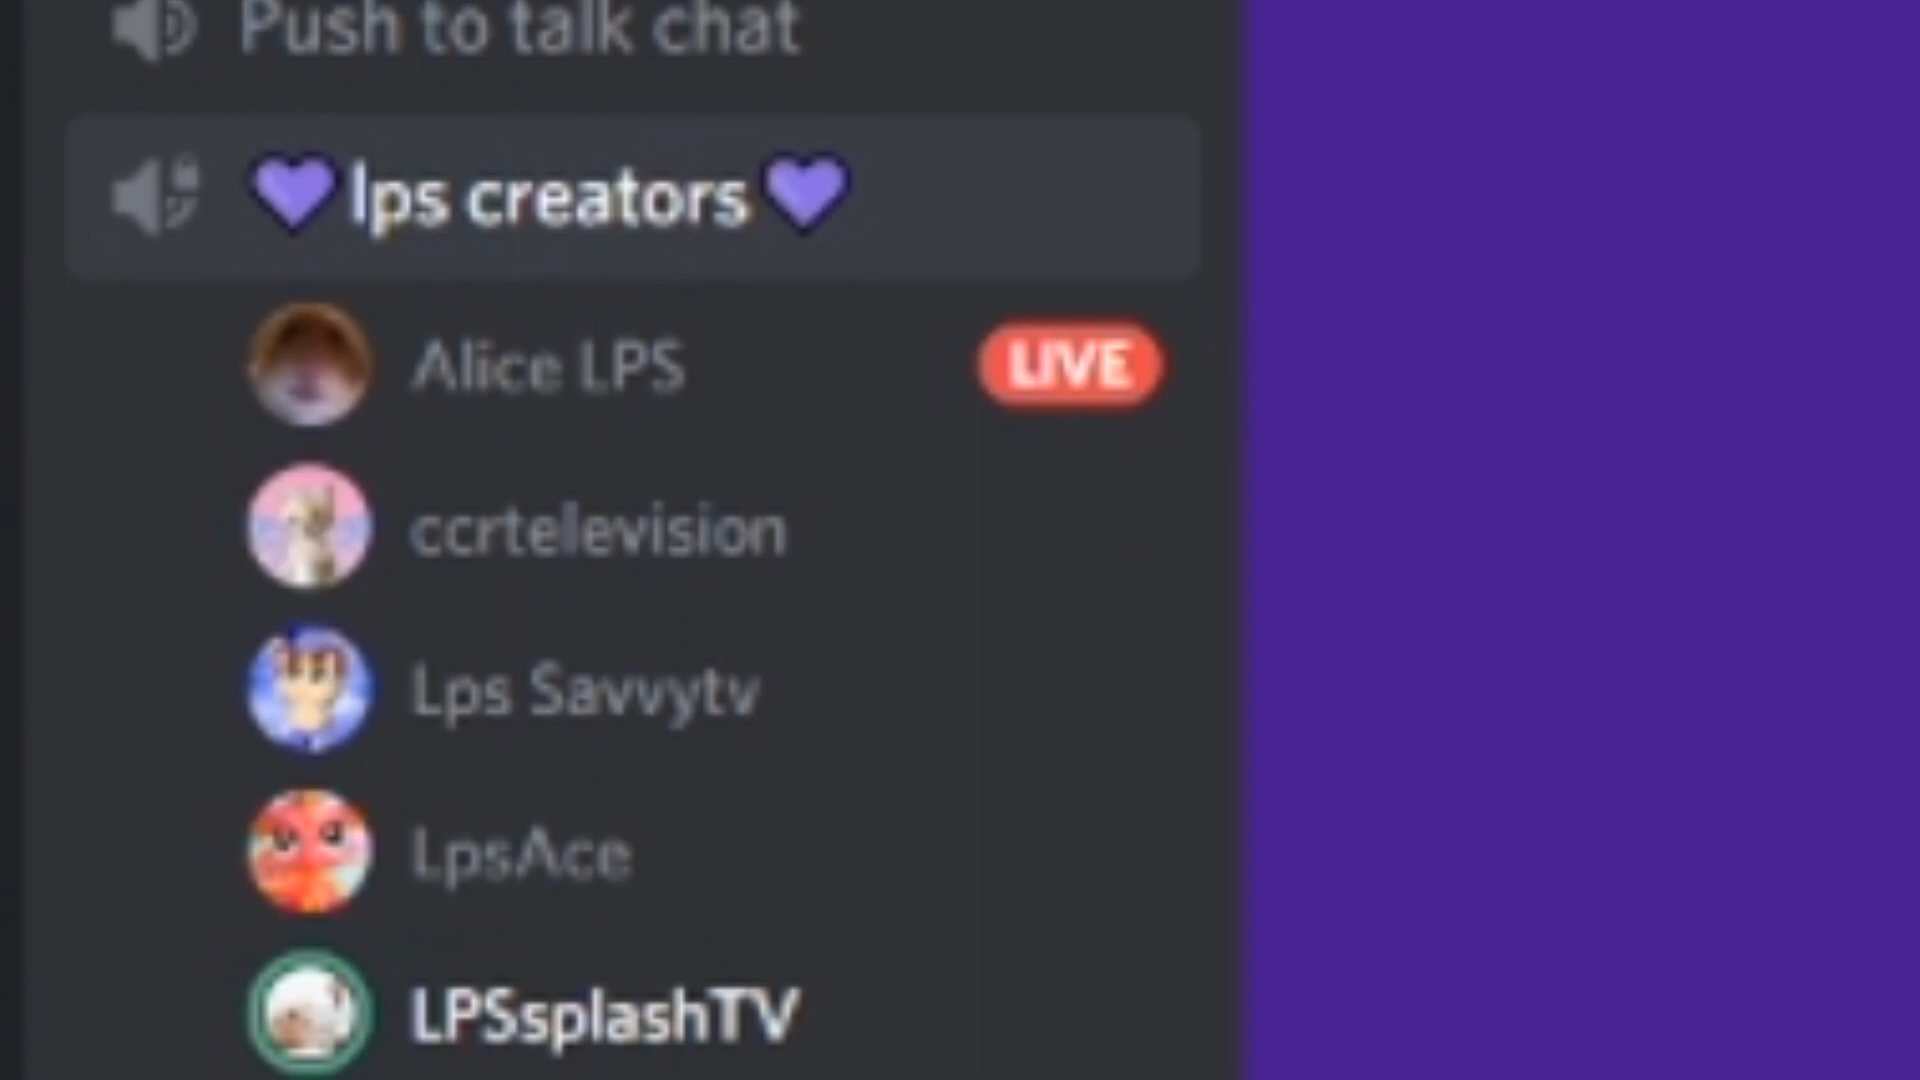 Push to talk chat
💜lps creators💜
Alice LPS LIVE
ccrtelevision
Lps Savvytv
LpsAce
LPSsplashTV